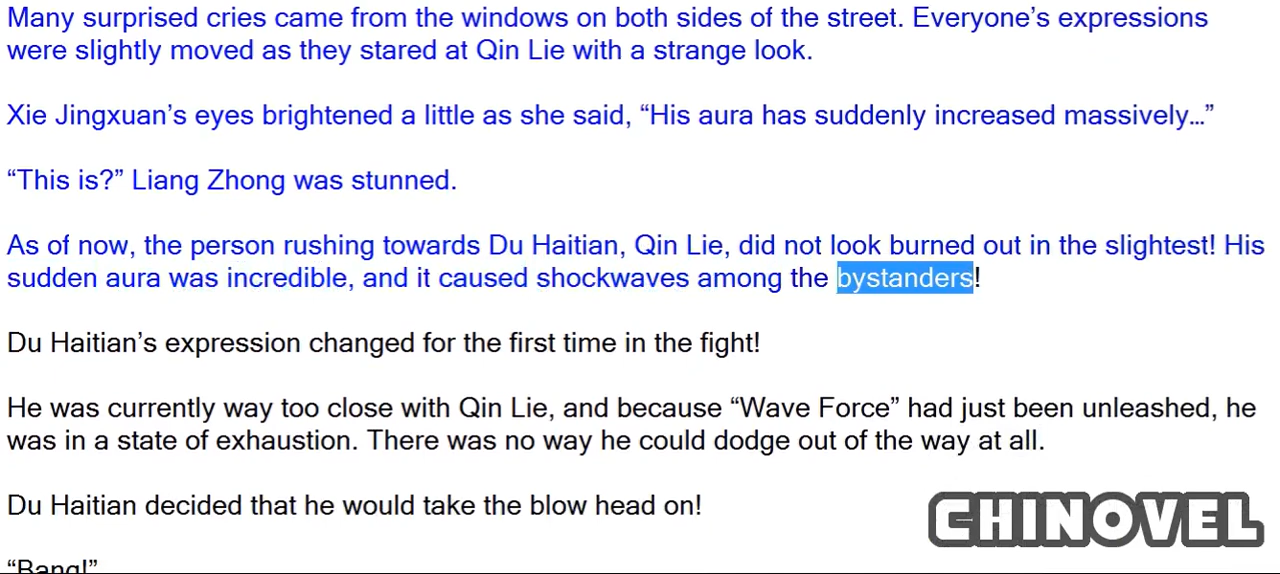 Many surprised cries came from the windows on both sides of the street. Everyone’s expressions
were slightly moved as they stared at Qin Lie with a strange look.
Xie Jingxuan’s eyes brightened a little as she said, “His aura has suddenly increased massively…”
“This is?” Liang Zhong was stunned.
As of now, the person rushing towards Du Haitian, Qin Lie, did not look burned out in the slightest! His
sudden aura was incredible, and it caused shockwaves among the bystanders!
Du Haitian’s expression changed for the first time in the fight!
He was currently way too close with Qin Lie, and because “Wave Force” had just been unleashed, he
was in a state of exhaustion. There was no way he could dodge out of the way at all.
Du Haitian decided that he would take the blow head on!
CHINOVEL
“Bang!”